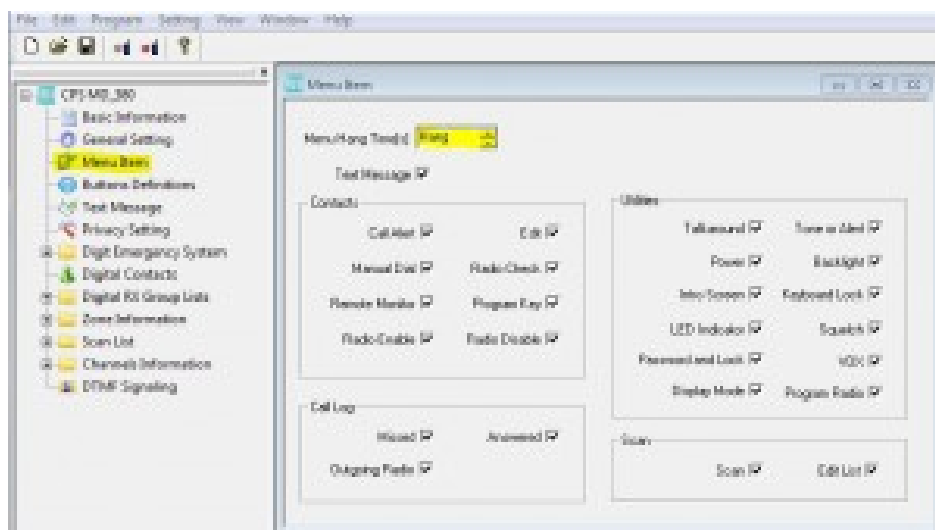 File Edit Program Setting View Window Help
CPS MD_380
Basic Information
General Setting
Menu Item
Buttons Definitions
Text Message
Privacy Setting
Digit Emergency System
Digital Contacts
Digital RX Group Lists
Zone Information
Scan List
Channels Information
DTMF Signaling
Menu Item
Menu Hang Time[s] Hang
Text Message
Contacts
Call Alert Edit
Manual Dial Radio Check
Remote Monitor Program Key
Radio Enable Radio Disable
Call Log
Missed Answered
Outgoing Radio
Utilities
Talkaround Tone or Alert
Power Backlight
Intro Screen Keyboard Lock
LED Indicator Squelch
Password and Lock VOX
Display Mode Program Radio
Scan
Scan Edit List